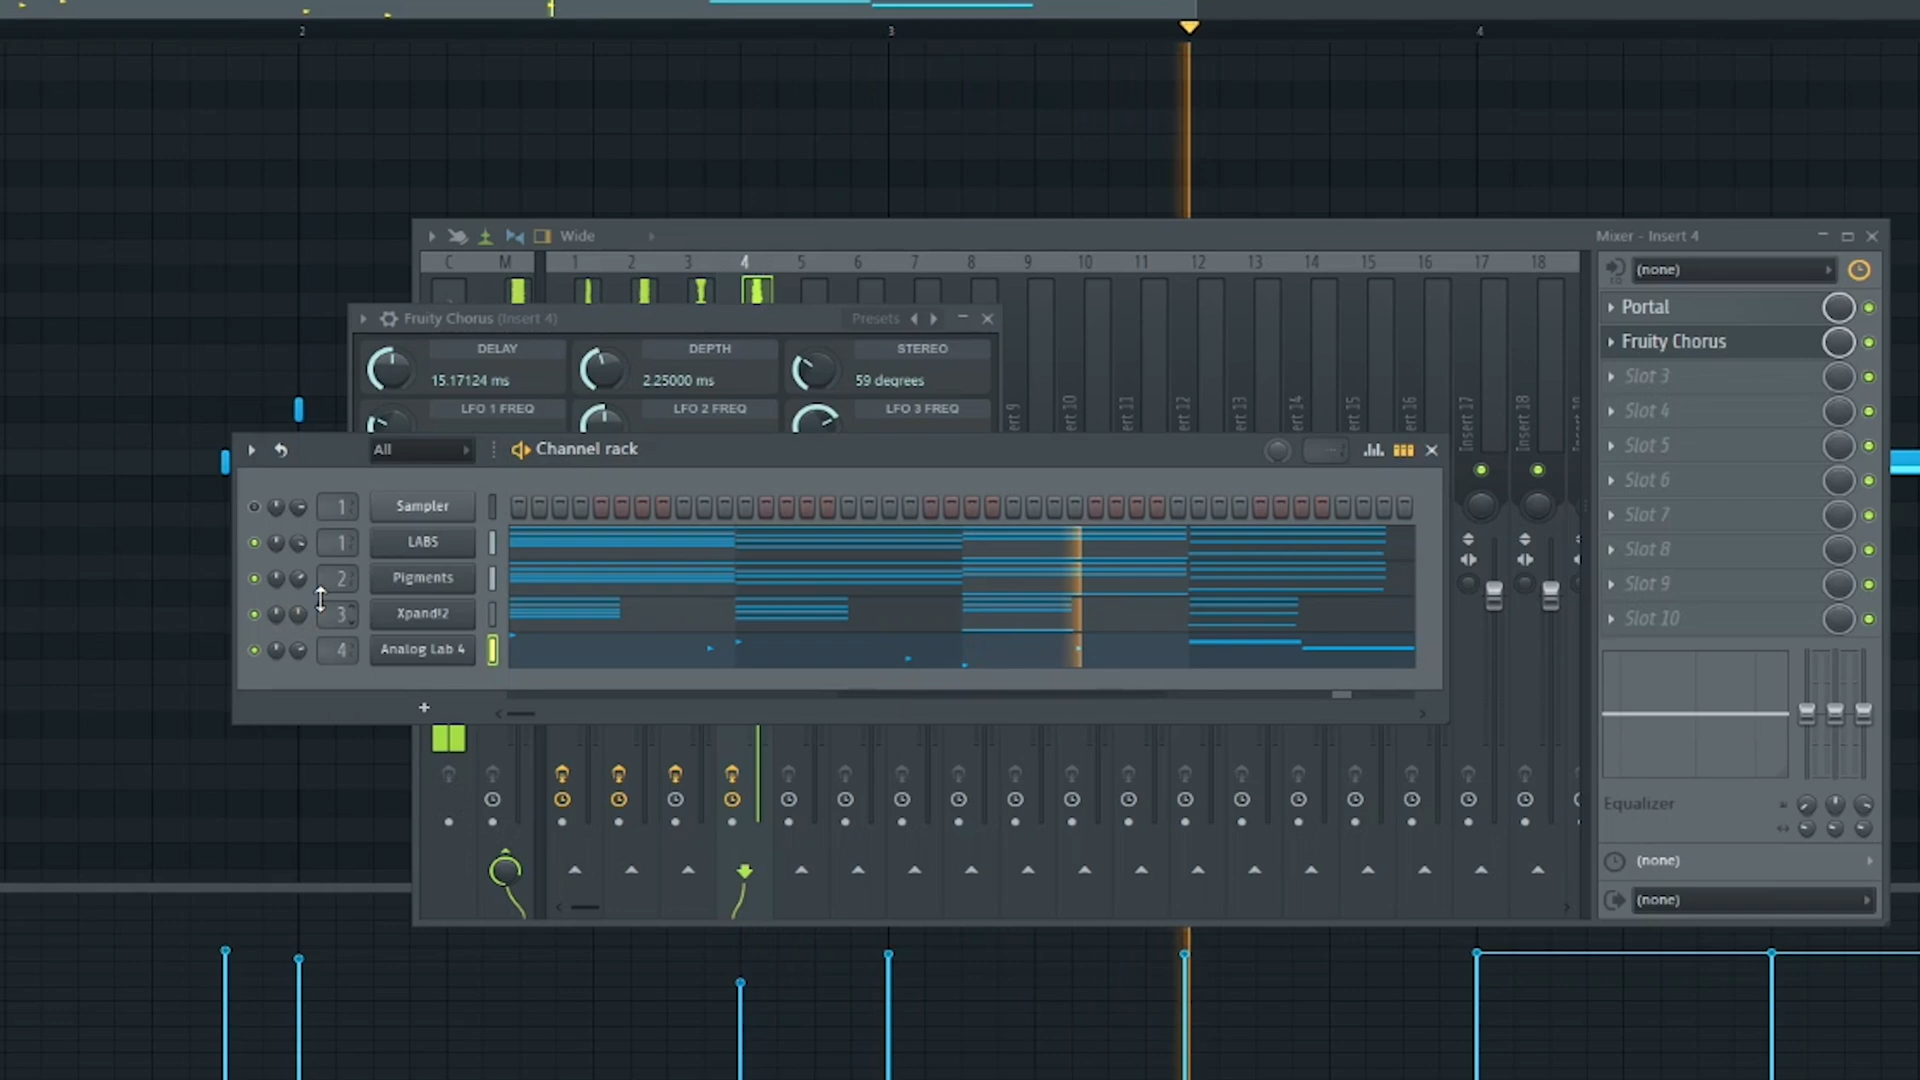 2 3 4
Wide
Mixer - Insert 4
C M 1 2 3 4 5 6 7 8 9 10 11 12 13 14 15 16 17 18
(none)
Portal
Fruity Chorus (Insert 4) Presets
Fruity Chorus
DELAY DEPTH STEREO
15.17124 ms 2.25000 ms 59 degrees
Slot 3
LFO 1 FREQ LFO 2 FREQ LFO 3 FREQ
Slot 4
Insert 17 Insert 18
All Channel rack
Slot 5
Slot 6
1 Sampler
Slot 7
1 LABS
Slot 8
2 Pigments
Slot 9
3 Xpand!2
Slot 10
4 Analog Lab 4
Equalizer
(none)
(none)